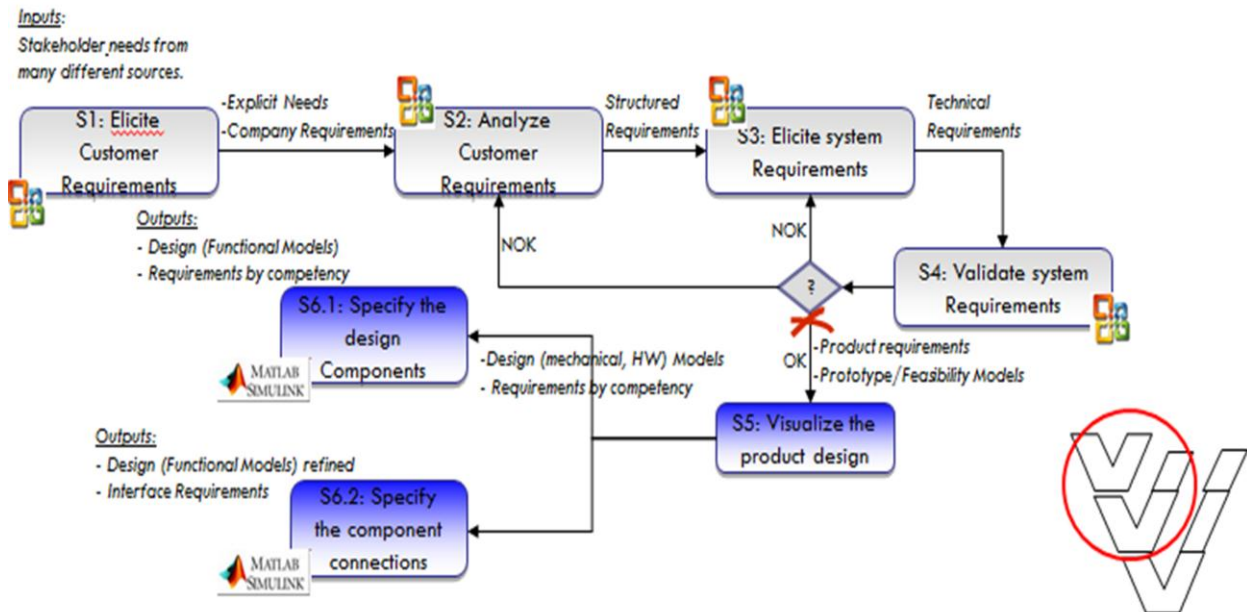 Inputs:
Stakeholder needs from
many different sources.
S1: Elicite
Customer
Requirements
-Explicit Needs
-Company Requirements
S2: Analyze
Customer
Requirements
Structured
Requirements
S3: Elicite system
Requirements
Technical
Requirements
Outputs:
- Design (Functional Models)
- Requirements by competency
NOK
NOK
?
S4: Validate system
Requirements
S6.1: Specify the
design
Components
MATLAB
SIMULINK
-Design (mechanical, HW) Models
- Requirements by competency
OK
-Product requirements
-Prototype/Feasibility Models
S5: Visualize the
product design
Outputs:
- Design (Functional Models) refined
- Interface Requirements
S6.2: Specify
the component
connections
MATLAB
SIMULINK